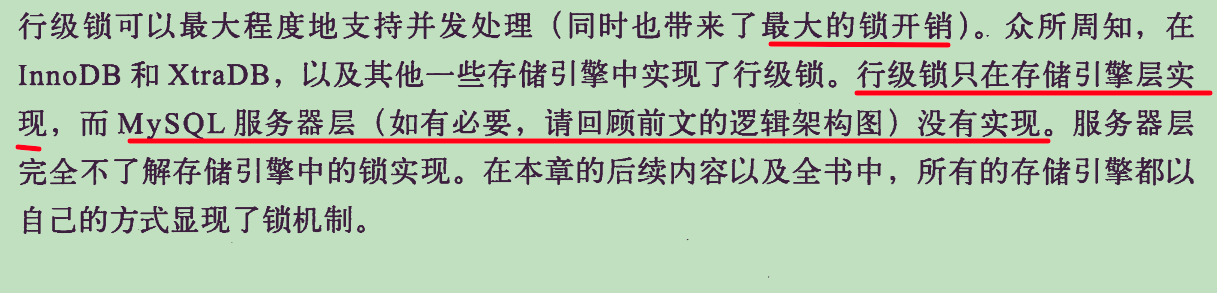 行级锁可以最大程度地支持并发处理（同时也带来了最大的锁开销）。众所周知，在
InnoDB 和 XtraDB，以及其他一些存储引擎中实现了行级锁。行级锁只在存储引擎层实
现，而 MySQL 服务器层（如有必要，请回顾前文的逻辑架构图）没有实现。服务器层
完全不了解存储引擎中的锁实现。在本章的后续内容以及全书中，所有的存储引擎都以
自己的方式显现了锁机制。